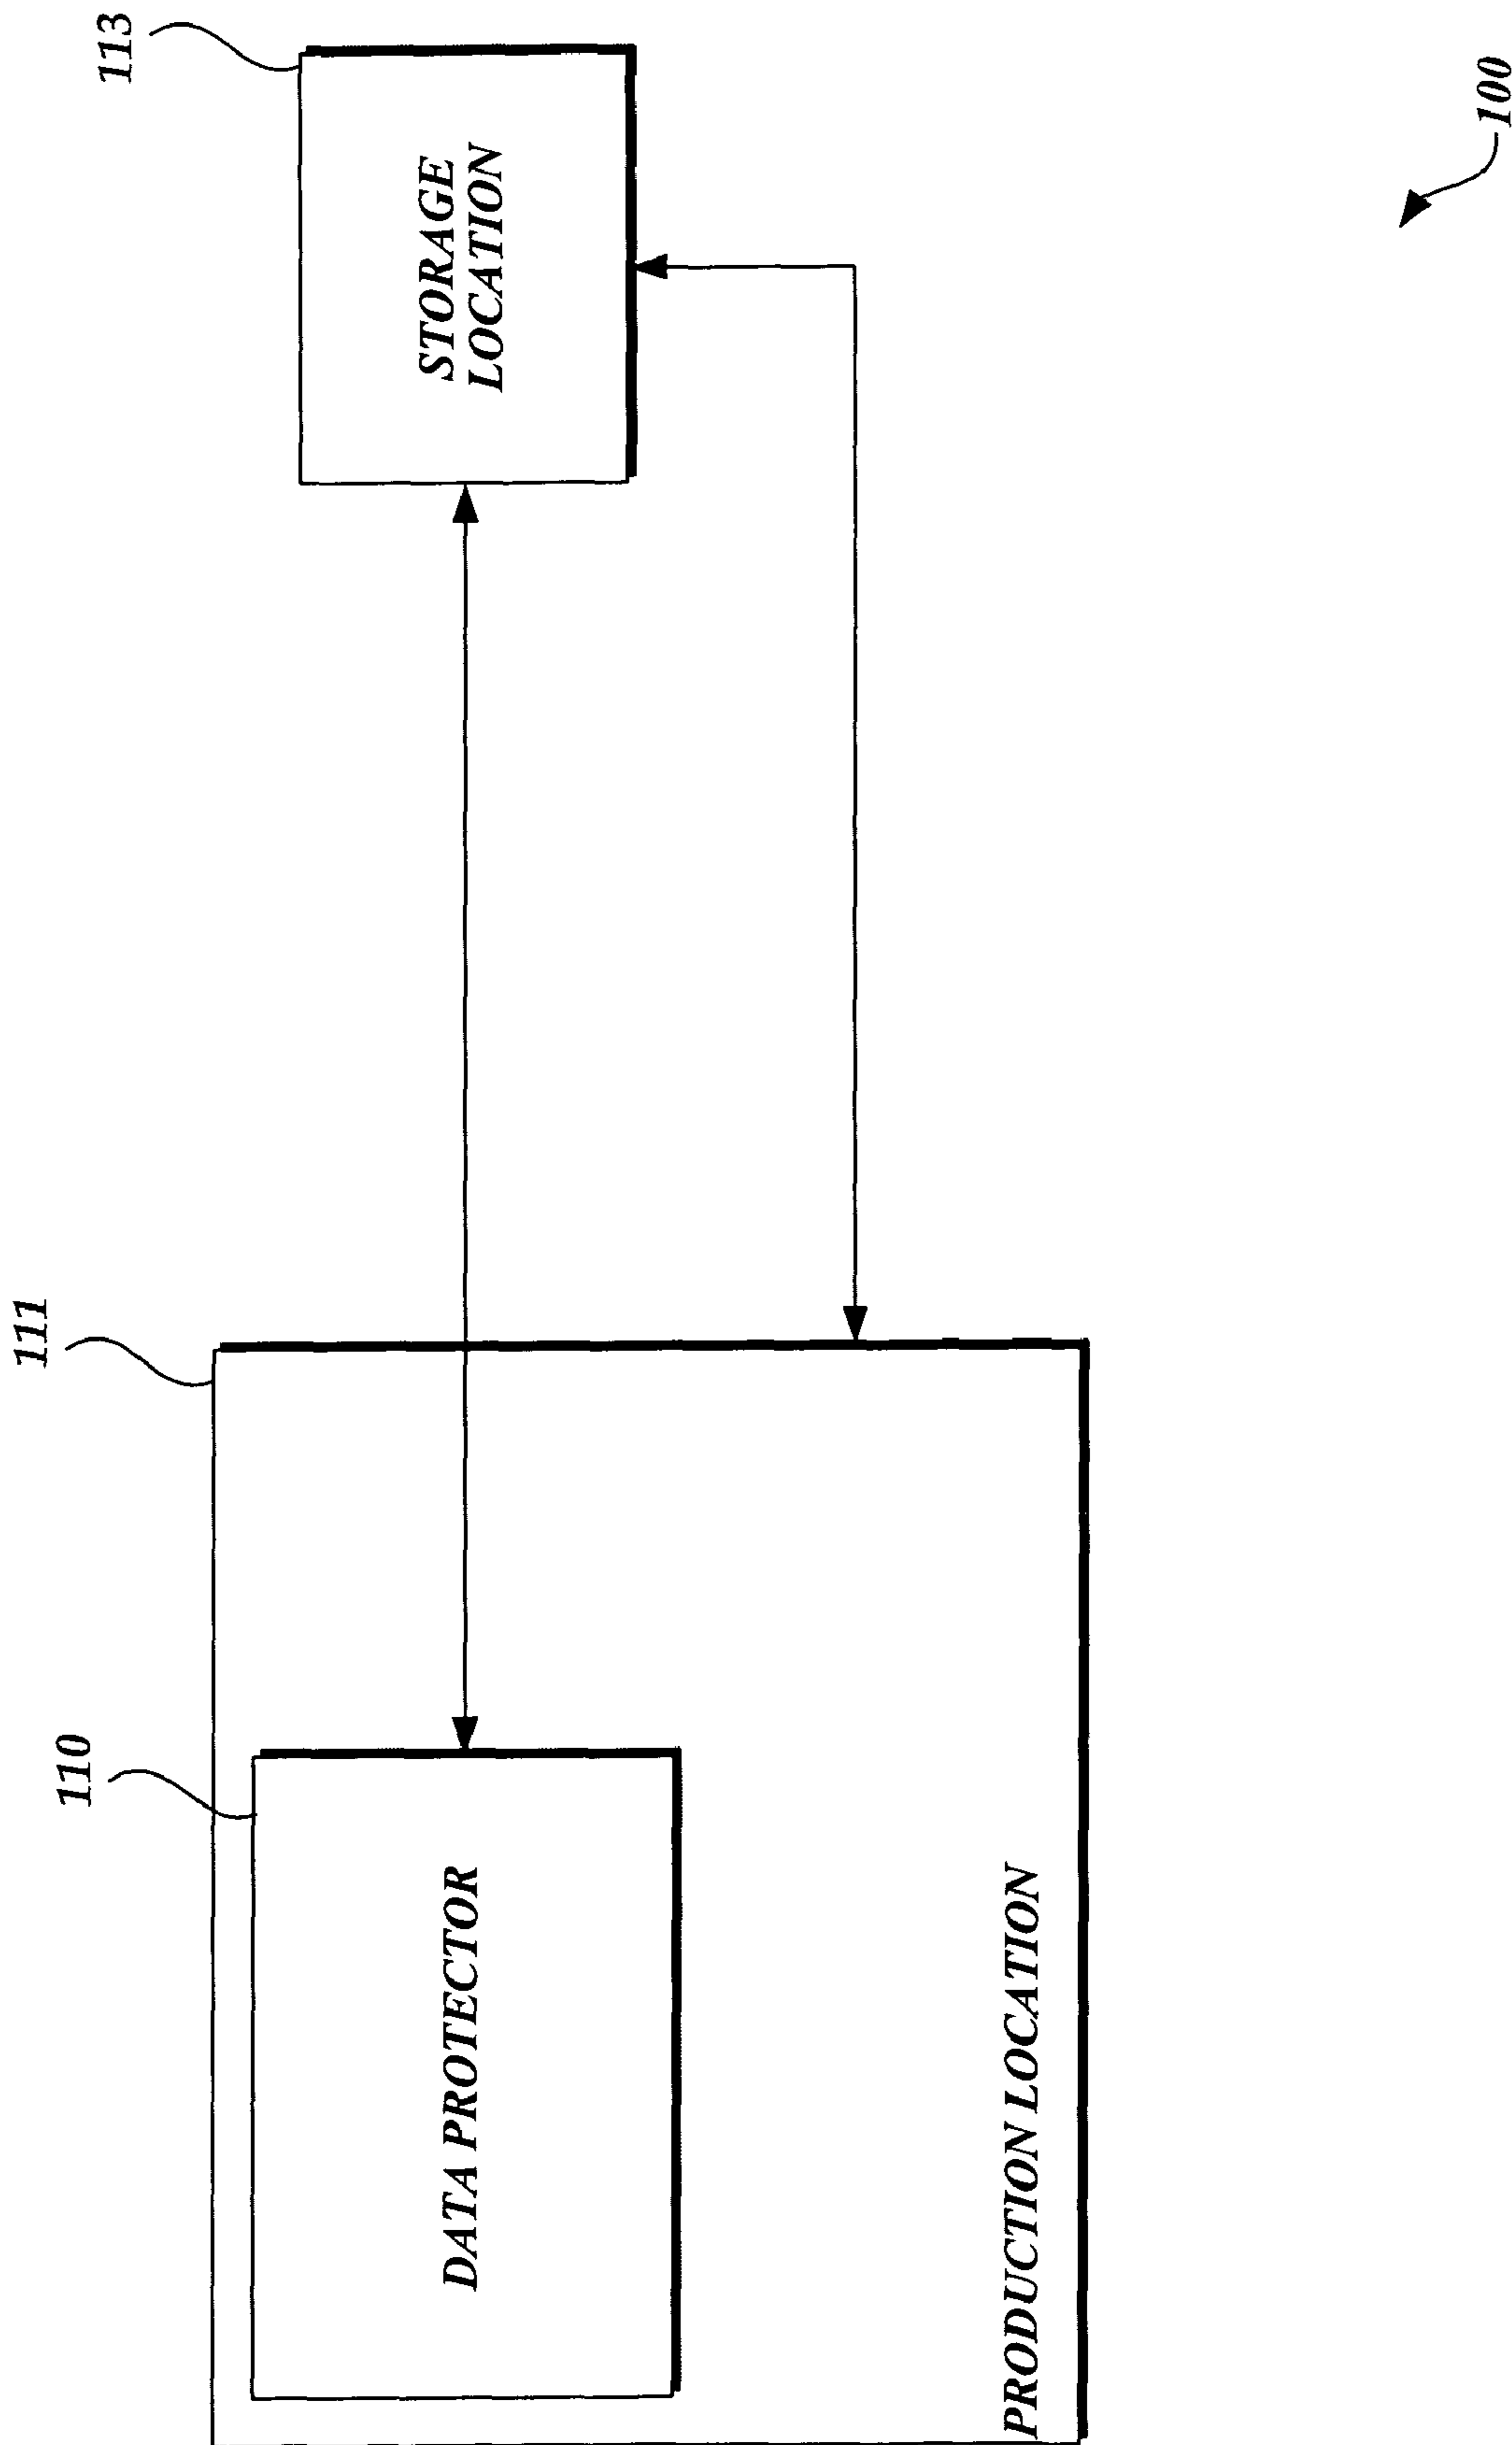 111
113
110
STORAGE
LOCATION
DATA PROTECTOR
PRODUCTION LOCATION
100